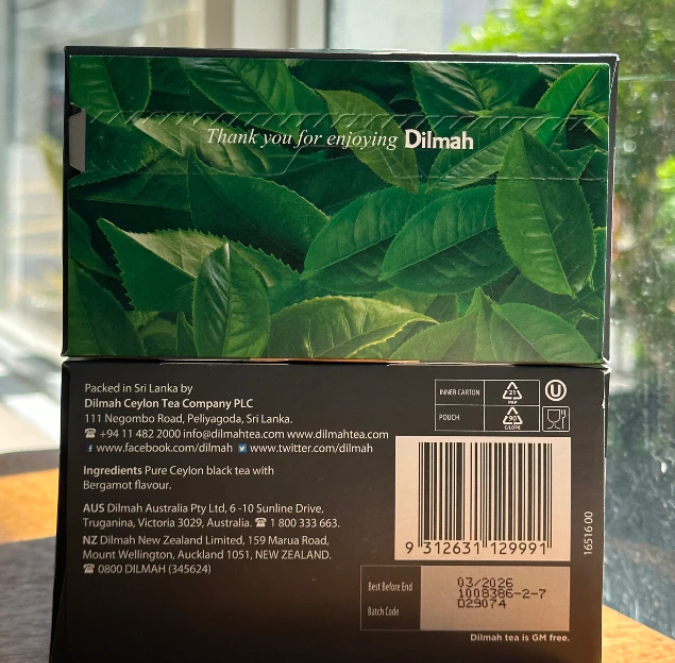 Thank you for enjoying Dilmah
Packed in Sri Lanka by
Dilmah Ceylon Tea Company PLC
111 Negombo Road, Peliyagoda, Sri Lanka.
☎ +94 11 482 2000 info@dilmahtea.com www.dilmahtea.com
www.facebook.com/dilmah www.twitter.com/dilmah
Ingredients Pure Ceylon black tea with
Bergamot flavour.
AUS Dilmah Australia Pty Ltd, 6 -10 Sunline Drive,
Truganina, Victoria 3029, Australia. ☎ 1 800 333 663.
NZ Dilmah New Zealand Limited, 159 Marua Road,
Mount Wellington, Auckland 1051, NEW ZEALAND.
☎ 0800 DILMAH (345624)
INNER CARTON 21 PAP U
POUCH 90 C/LDPE
9 312631 129991
16516 00
Best Before End 03/2026
1008386-2-7
Batch Code D29074
Dilmah tea is GM free.